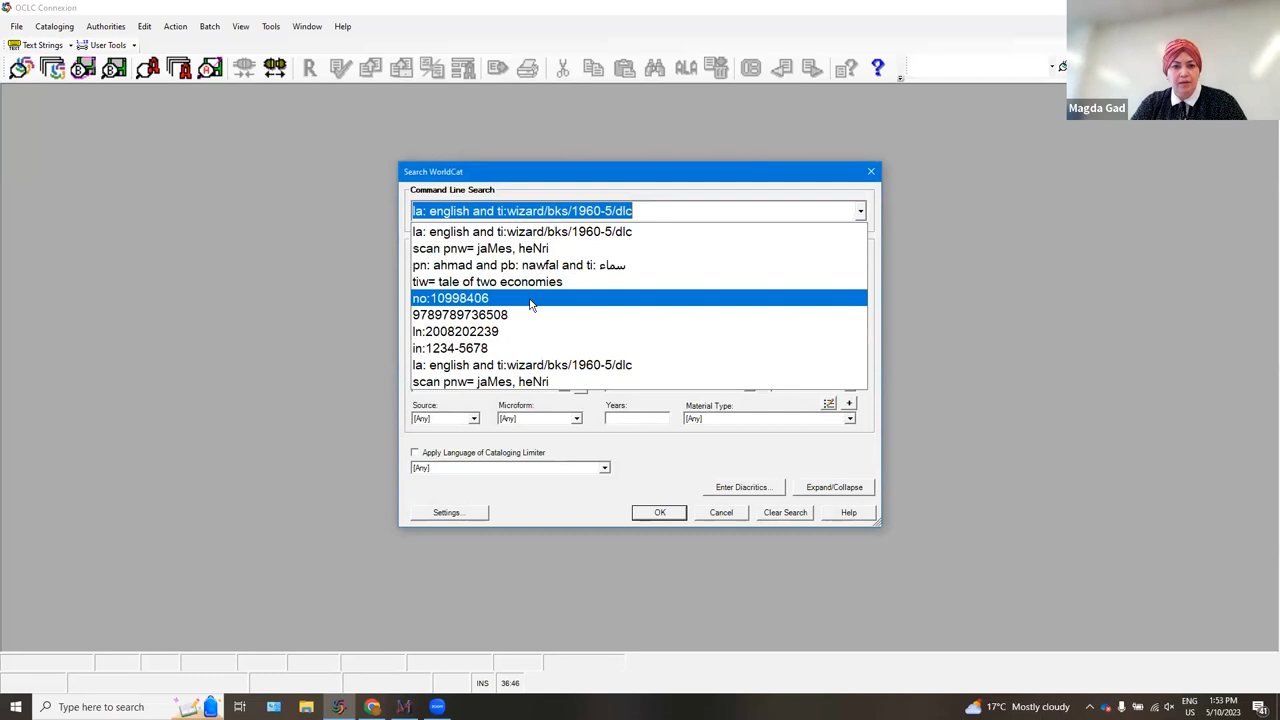 OCLC Connexion
File Cataloging Authorities Edit Action Batch View Tools Window Help
Text Strings User Tools
Magda Gad
Search WorldCat
Command Line Search
la: english and ti:wizard/bks/1960-5/dlc
la: english and ti:wizard/bks/1960-5/dlc
scan pnw= jaMes, heNri
pn: ahmad and pb: nawfal and ti: سماء
tiw= tale of two economies
no:10998406
9789789736508
ln:2008202239
in:1234-5678
la: english and ti:wizard/bks/1960-5/dlc
scan pnw= jaMes, heNri
Source: Microform: Years: Material Type:
[Any] [Any] [Any]
Apply Language of Cataloging Limiter
[Any]
Enter Diacritics... Expand/Collapse
Settings... OK Cancel Clear Search Help
INS 36:46
Type here to search
zoom
17°C Mostly cloudy
ENG
US
1:53 PM
5/10/2023